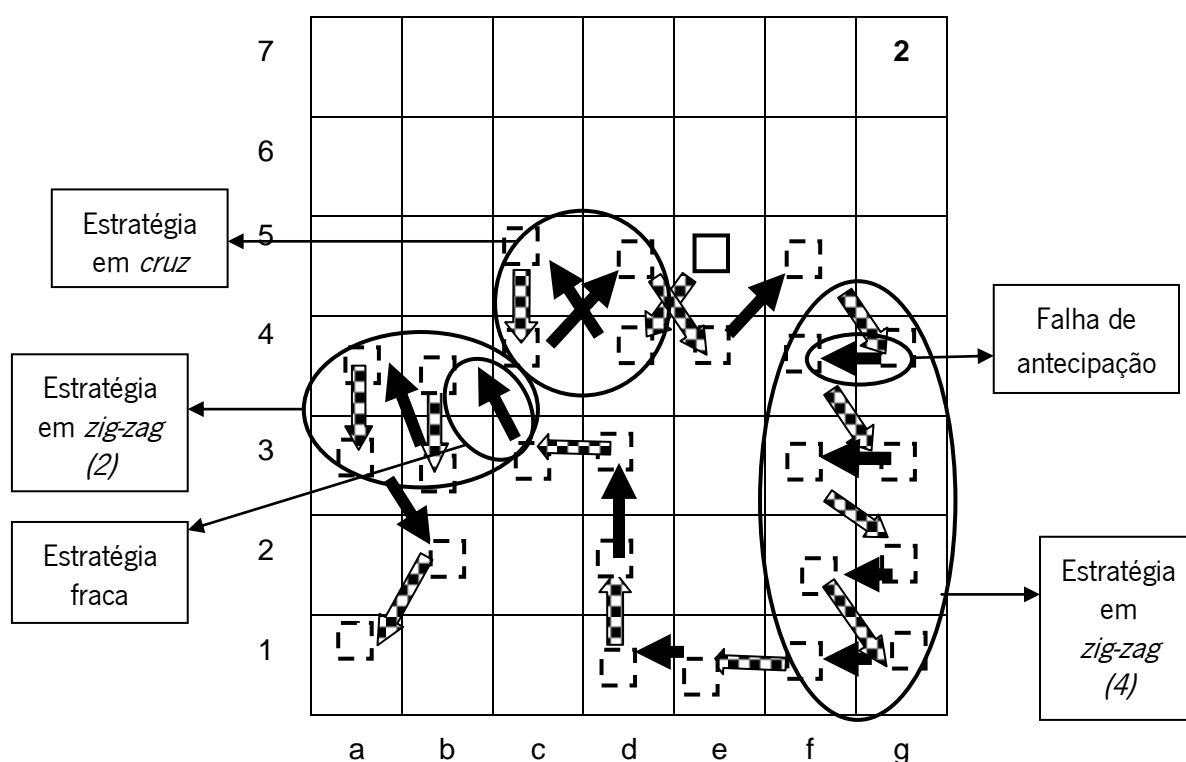 7
2
6
Estratégia
em cruz
5
4
Falha de
antecipação
Estratégia
em zig-zag
(2)
3
Estratégia
fraca
2
Estratégia
em
zig-zag
(4)
1
a b c d e f g